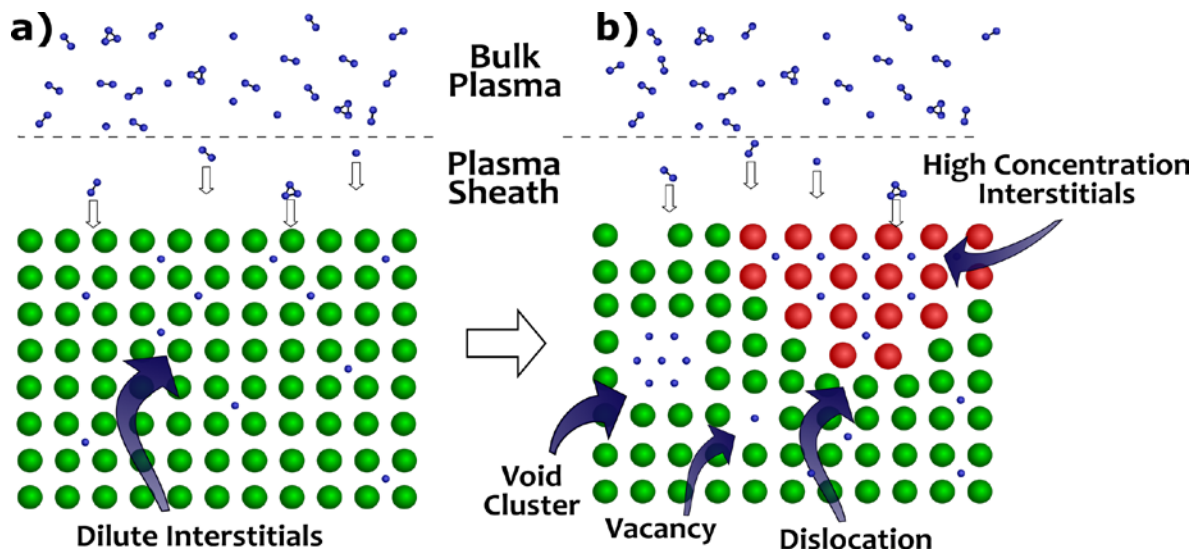 a)
Bulk
Plasma
b)
Plasma
Sheath
High Concentration
Interstitials
Void
Cluster
Vacancy
Dislocation
Dilute Interstitials